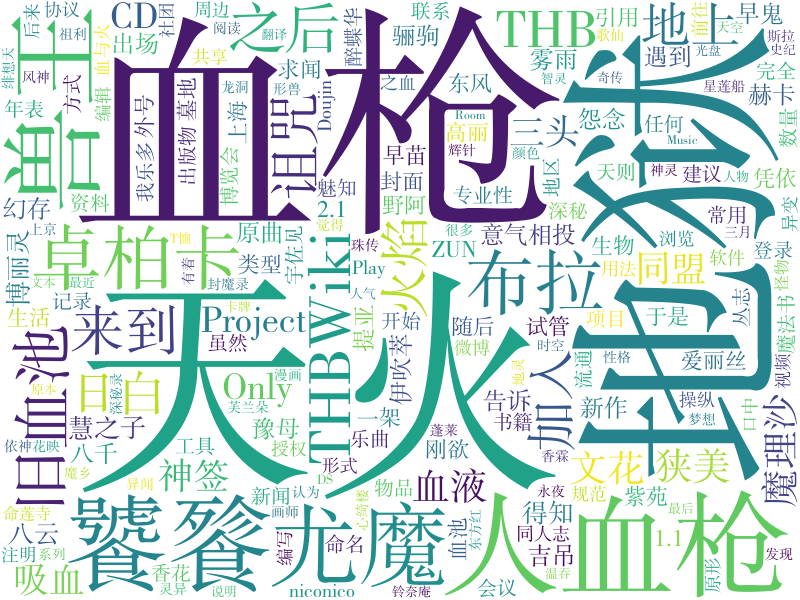 血枪
天火
地狱
人血枪
饕餮
尤魔
布拉
卓柏卡
鲁白
王
旧血池
来到
之后
THB
地上
诅咒
THBWiki
Project
Only
CD
加入
火焰
日白
同盟
文花
狭美
魔理沙
慧之子
神签
吸血
血液
三头
骊驹
博丽灵
豫母
八千
八云
得知
吉吊
刚欲
伊吹萃
意气相投
ZUN
2.1
1.1
Play
niconico
Doujin
Room
Music
DS
T恤
出场
求闻
周边
联系
协议
社团
后来
祖利
阅读
翻译
共享
风神
绯想天
年表
方式
编辑
血与火
我乐多
外号
出版物
墓地
上海
博览会
龙洞
形兽
智灵
之血
东风
醉蝶华
引用
前往
歌仙
天空
雾雨
早鬼
遇到
光盘
斯拉
史纪
奇传
星莲船
完全
赫卡
数量
怨念
任何
高丽
辉针
颜色
早苗
封面
魅知
野阿
专业性
地区
天则
神灵
建议
人物
凭依
异变
深秘
常用
三月
生物
浏览
登录
用法
软件
怪物
资料
幻存
原曲
类型
宇佐见
珠传
有着
觉得
很多
上京
最近
封魔录
记录
文本
生活
人气
卡牌
开始
随后
微博
试管
项目
于是
丛志
魔法书
视频
时空
性格
流通
爱丽丝
提亚
虽然
原本
深秘录
漫画
芙兰朵
一架
告诉
书籍
新作
操纵
口中
梦想
工具
授权
乐曲
蓬莱
地灵
香霖
依神
花映
魔乡
异闻
新闻
认为
形式
物品
规范
紫苑
永夜
命莲寺
画师
心绮楼
编写
命名
血池
同人志
最后
注明
系列
香花
灵异
说明
东方红
铃奈庵
会议
温吞
原形
发现